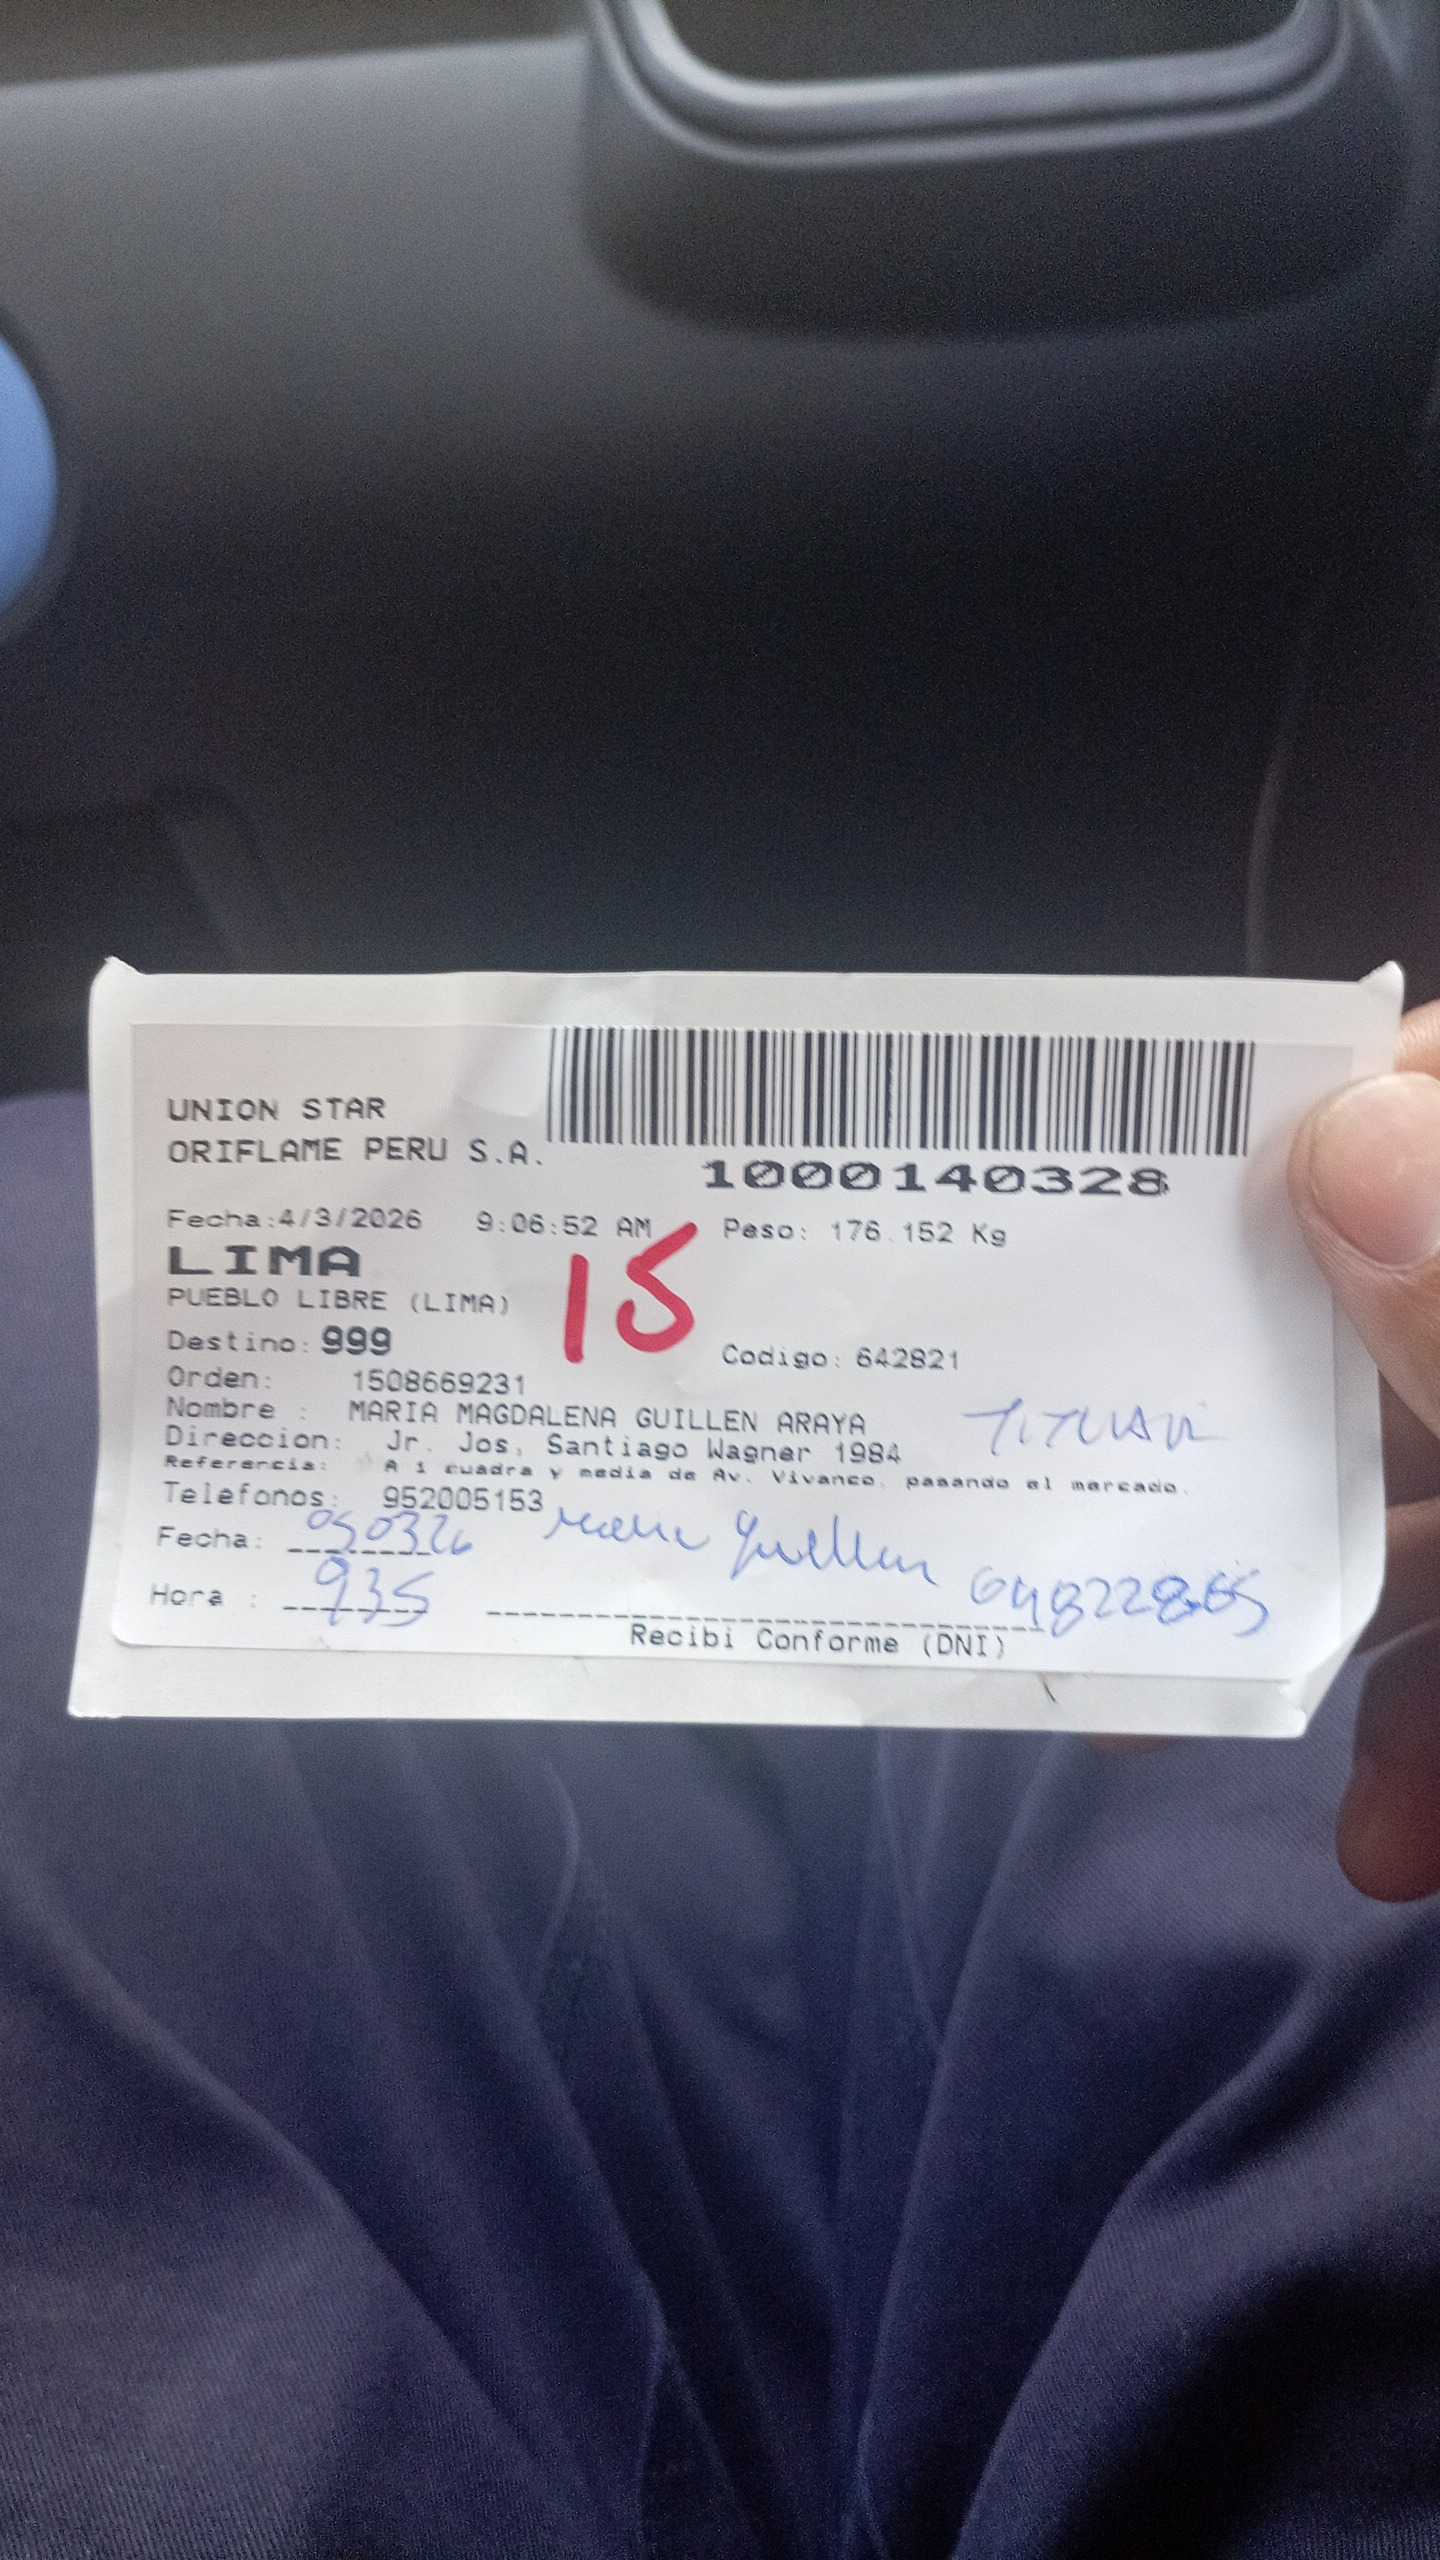 UNION STAR
ORIFLAME PERU S.A.
1000140328
Fecha:4/3/2026 9:06:52 AM Peso: 176.152 Kg
LIMA
15
PUEBLO LIBRE (LIMA)
Destino: 999
Codigo: 642821
Orden: 1508669231
Nombre : MARIA MAGDALENA GUILLEN ARAYA
TITULAR
Direccion: Jr. Jos, Santiago Wagner 1984
Referencia: A 1 cuadra y media de Av. Vivanco, pasando el mercado.
Telefonos: 952005153
Fecha: 050326 Maria Guillen
Hora : 935
Recibi Conforme (DNI)